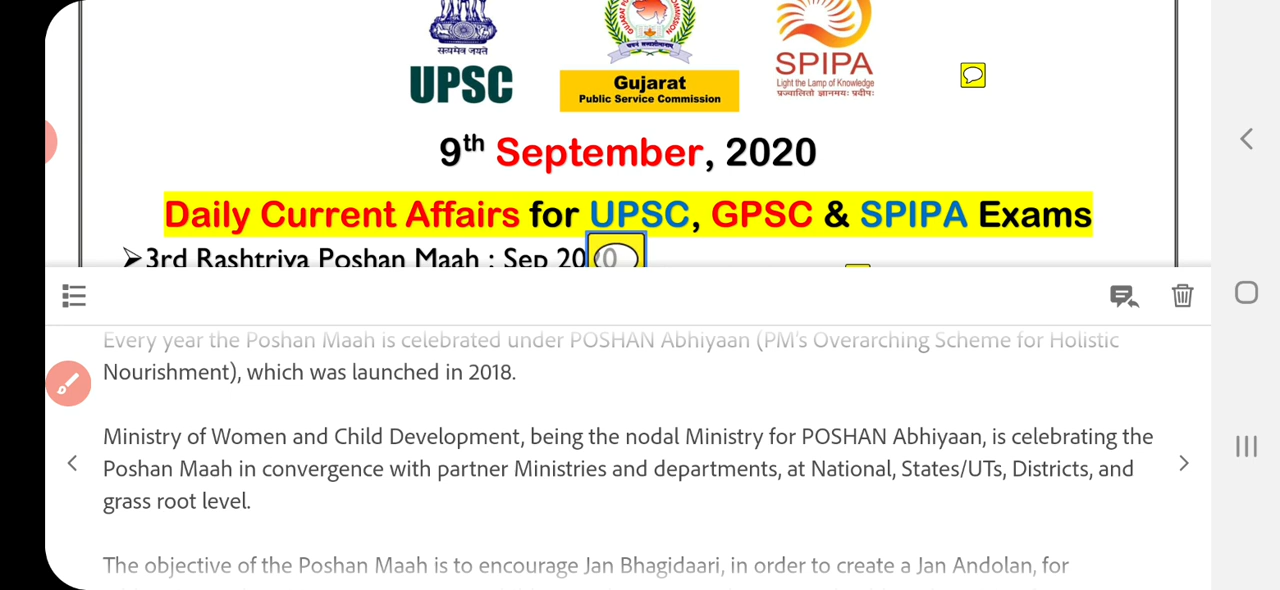 सत्यमेव जयते
UPSC
Gujarat
Public Service Commission
SPIPA
Light the Lamp of Knowledge
प्रज्वालितो ज्ञानमयः प्रदीपः
9th September, 2020
Daily Current Affairs for UPSC, GPSC & SPIPA Exams
➢3rd Rashtriya Poshan Maah : Sep 2020
Every year the Poshan Maah is celebrated under POSHAN Abhiyaan (PM's Overarching Scheme for Holistic
Nourishment), which was launched in 2018.
Ministry of Women and Child Development, being the nodal Ministry for POSHAN Abhiyaan, is celebrating the
Poshan Maah in convergence with partner Ministries and departments, at National, States/UTs, Districts, and
grass root level.
The objective of the Poshan Maah is to encourage Jan Bhagidaari, in order to create a Jan Andolan, for